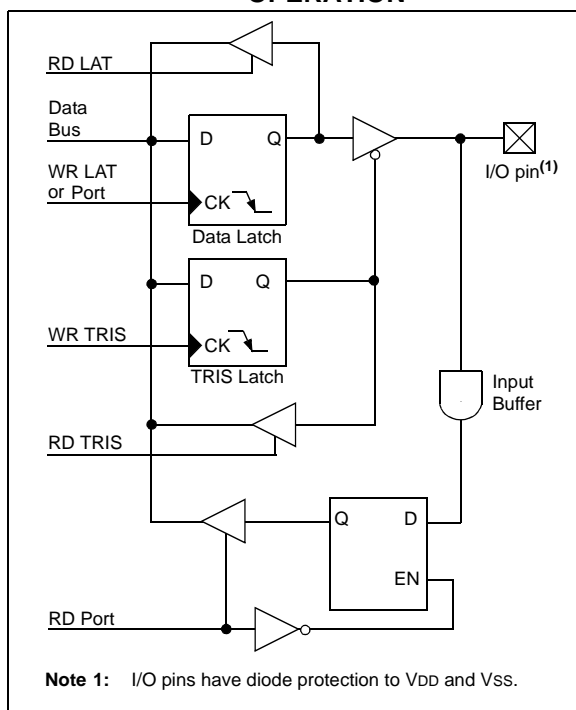 OPERATION
RD LAT
Data
Bus
D Q
I/O pin(1)
WR LAT
or Port
CK
Data Latch
D Q
WR TRIS
CK
TRIS Latch
Input
Buffer
RD TRIS
Q D
EN
RD Port
Note 1: I/O pins have diode protection to VDD and VSS.